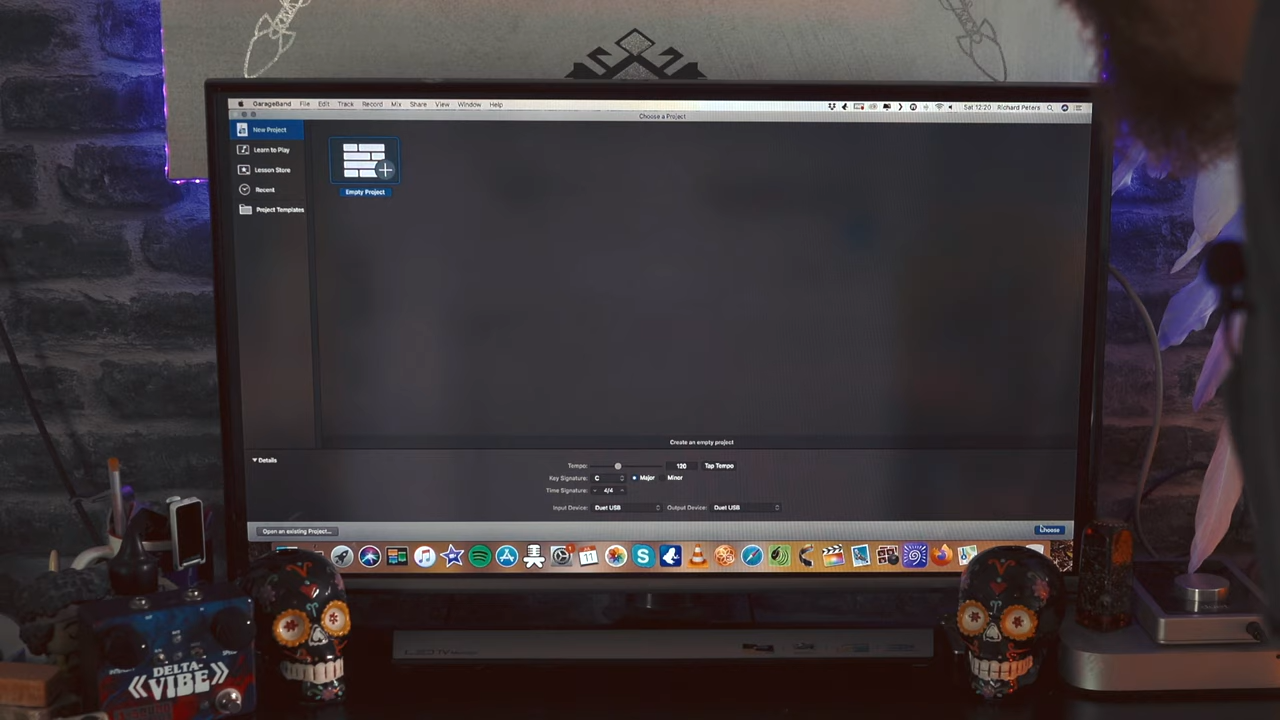 GarageBand File Edit Track Record Mix Share View Window Help Sat 12:20 Richard Peters
Choose a Project
New Project
Learn to Play
Lesson Store
Recent
Project Templates
Empty Project
Create an empty project
Details
Tempo: 120 Tap Tempo
Key Signature: C Major Minor
Time Signature: 4/4
Input Device: Duet USB Output Device: Duet USB
Open an existing Project... Choose
DELTA-
VIBE